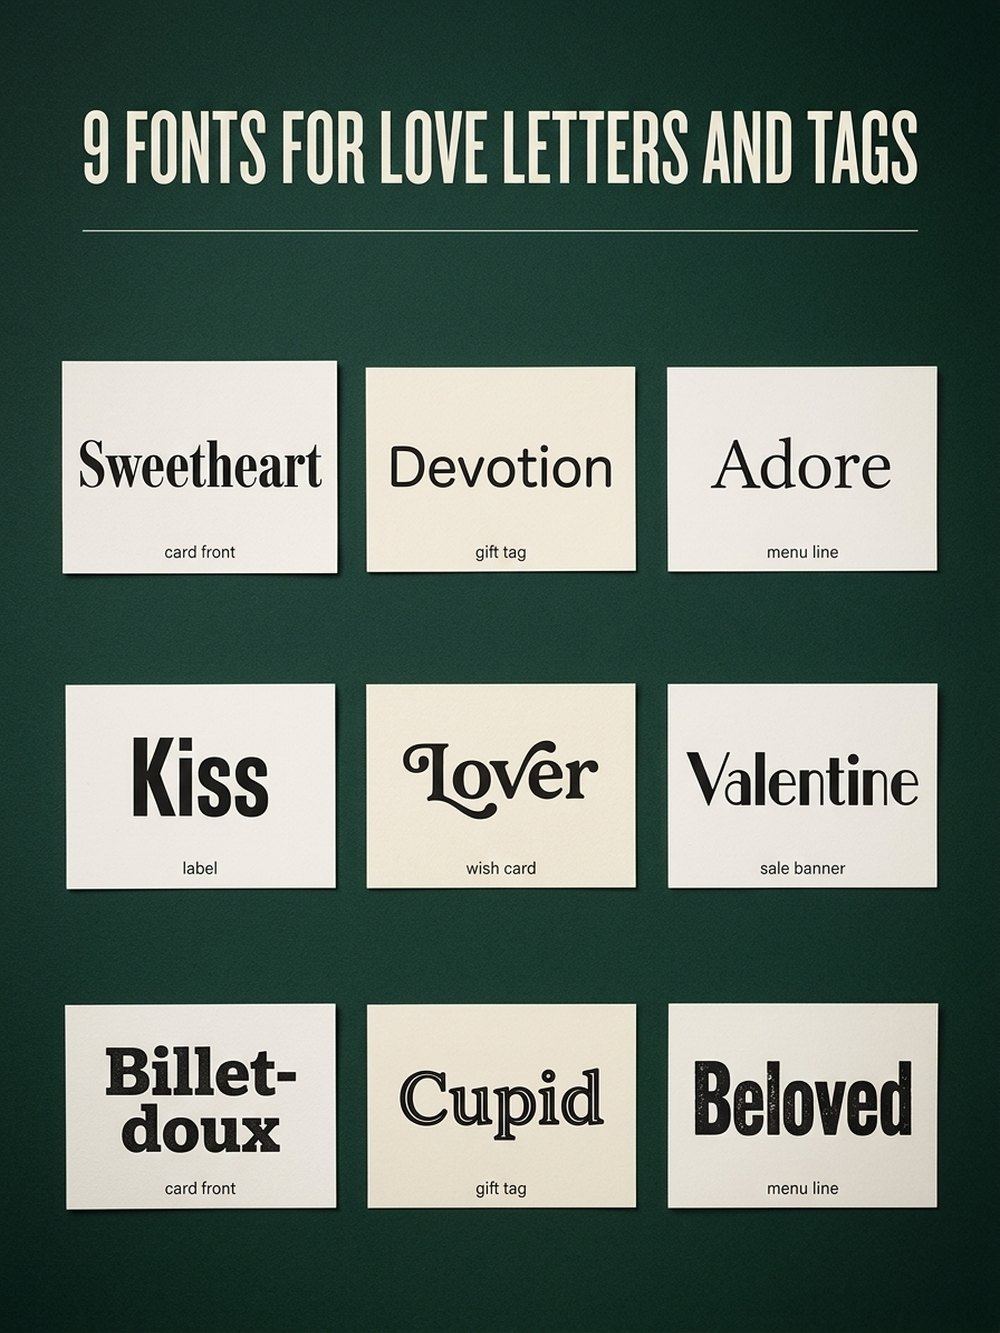 9 FONTS FOR LOVE LETTERS AND TAGS
Sweetheart
card front
Devotion
gift tag
Adore
menu line
Kiss
label
Lover
wish card
Valentine
sale banner
Billet-
doux
card front
Cupid
gift tag
Beloved
menu line